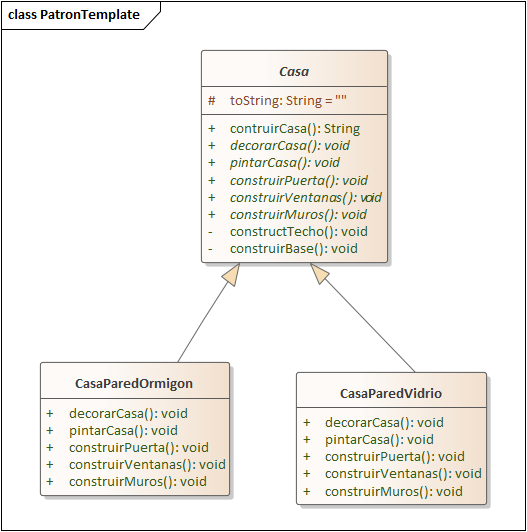 class PatronTemplate
Casa
# toString: String = ""
+ contruirCasa(): String
+ decorarCasa(): void
+ pintarCasa(): void
+ construirPuerta(): void
+ construirVentanas(): void
+ construirMuros(): void
- constructTecho(): void
- construirBase(): void
CasaParedOrmigon
+ decorarCasa(): void
+ pintarCasa(): void
+ construirPuerta(): void
+ construirVentanas(): void
+ construirMuros(): void
CasaParedVidrio
+ decorarCasa(): void
+ pintarCasa(): void
+ construirPuerta(): void
+ construirVentanas(): void
+ construirMuros(): void